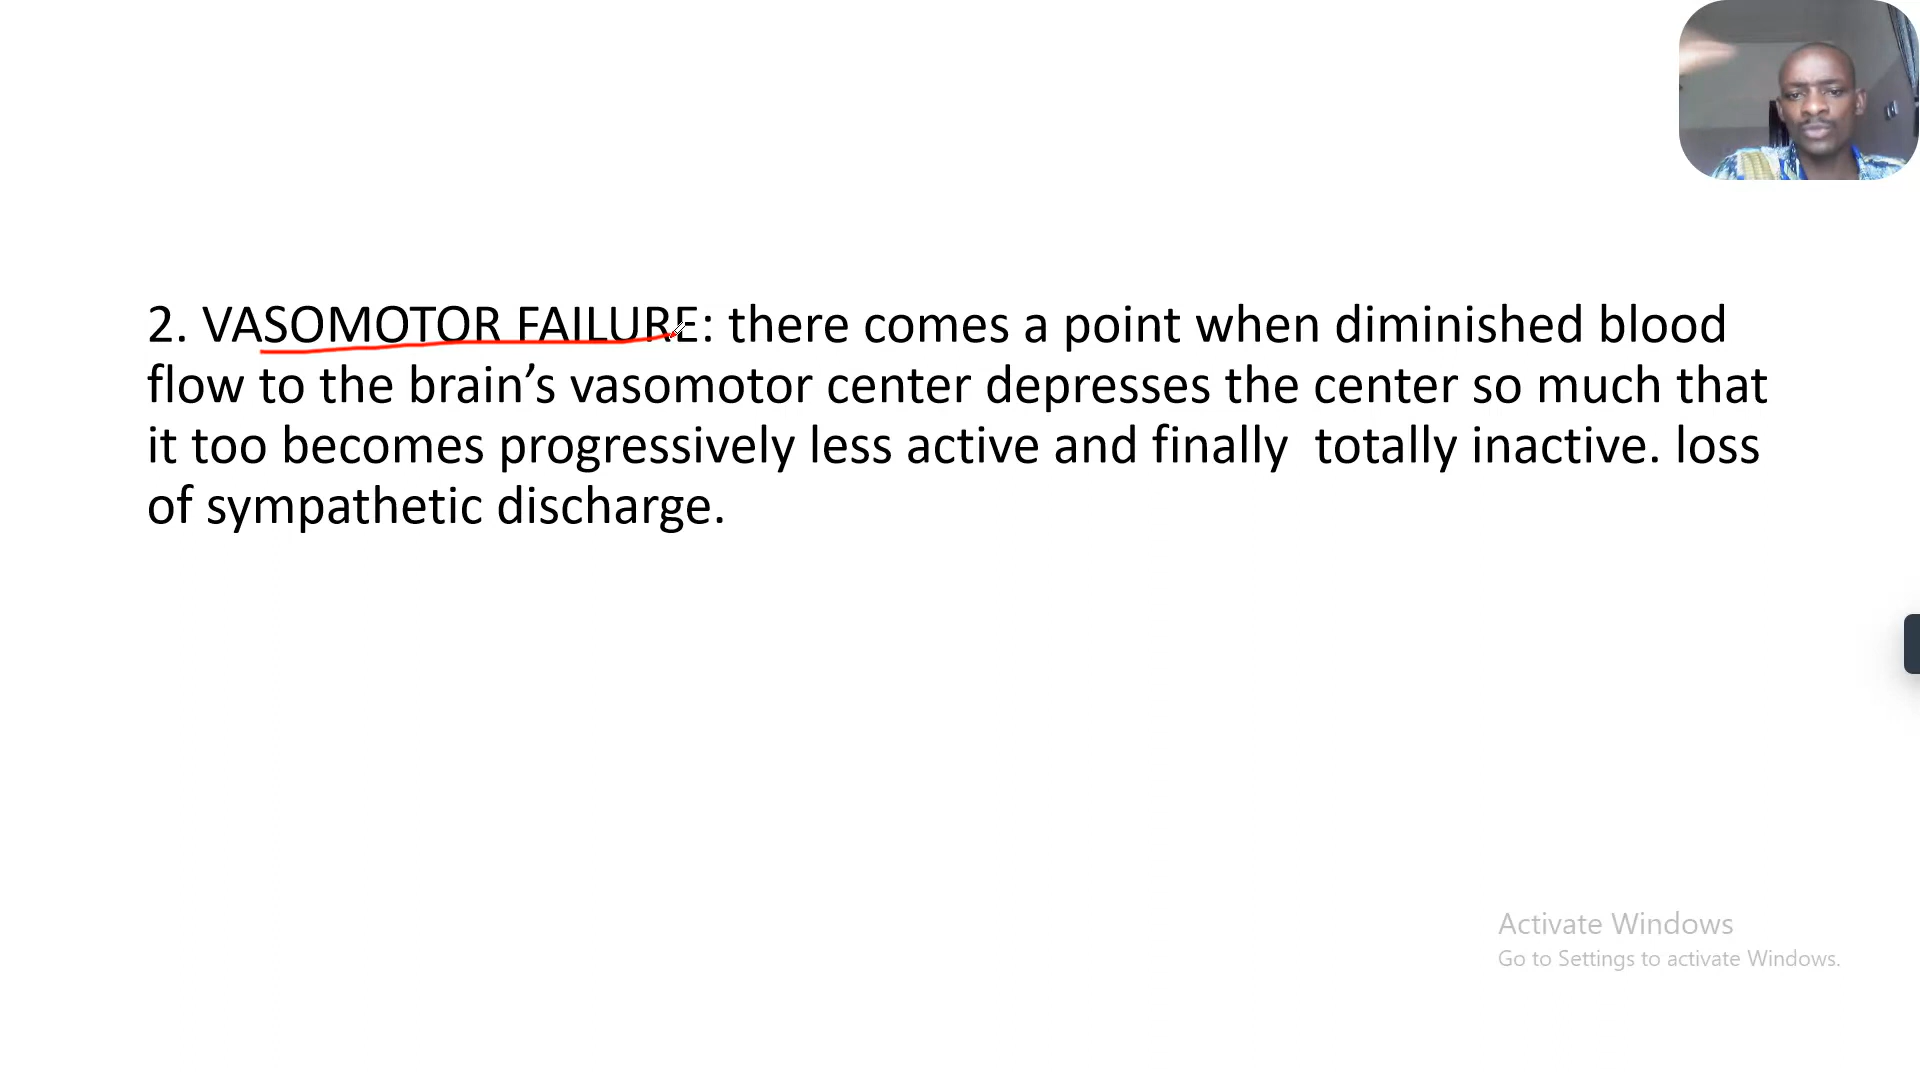 2. VASOMOTOR FAILURE: there comes a point when diminished blood
flow to the brain’s vasomotor center depresses the center so much that
it too becomes progressively less active and finally  totally inactive. loss
of sympathetic discharge.
Activate Windows
Go to Settings to activate Windows.